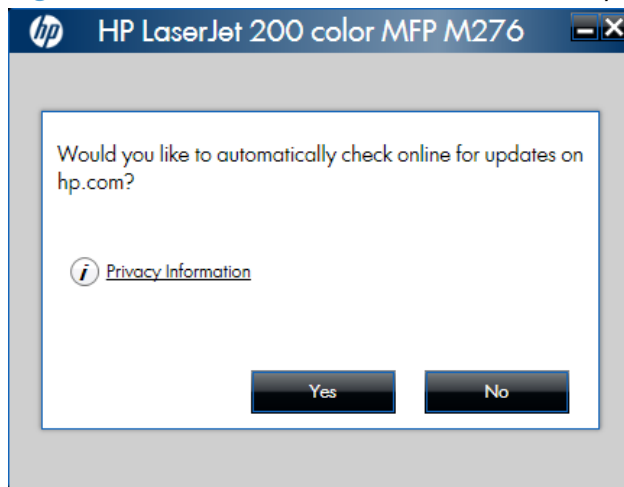 hp HP LaserJet 200 color MFP M276
Would you like to automatically check online for updates on
hp.com?
i Privacy Information
Yes No